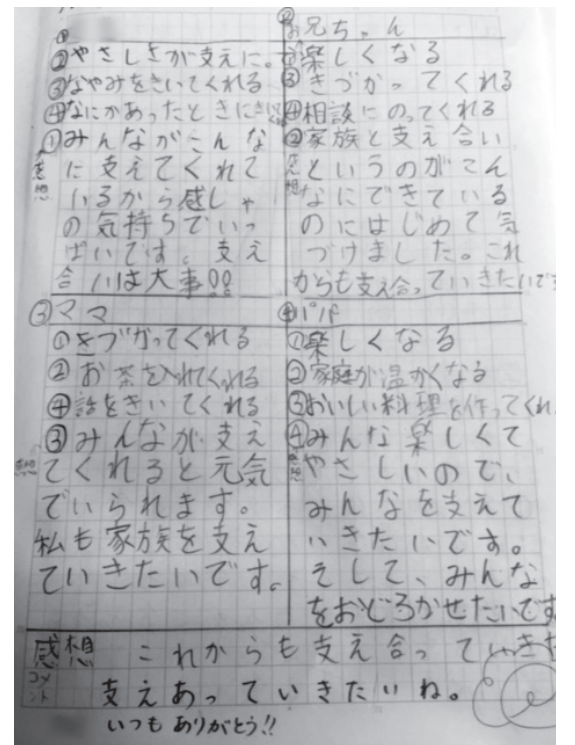 ①
②やさしさが支えに。
③なやみをきいてくれる
④なにかあったときにきいてくれる
①みんながこんな
感想
に支えてくれて
いるから感しゃ
の気持ちでいっ
ぱいです。支え
合いは大事!!
②お兄ちゃん
①楽しくなる
③きづかってくれる
④相談にのってくれる
②家族と支え合い
感想
というのがこん
なにできている
のにはじめて気
づけました。これ
からも支え合っていきたいです
③ママ
①きづかってくれる
②お茶を入れてくれる
④話をきいてくれる
③みんなが支え
感想
てくれると元気
でいられます。
私も家族を支え
ていきたいです。
④パパ
①楽しくなる
②家庭が温かくなる
③おいしい料理を作ってくれ
④みんな楽しくて
感想
やさしいので、
みんなを支えて
いきたいです。
そして、みんな
をおどろかせたいです
感想 これからも支え合っていきた
コメント
支えあっていきたいね。
いつもありがとう!!